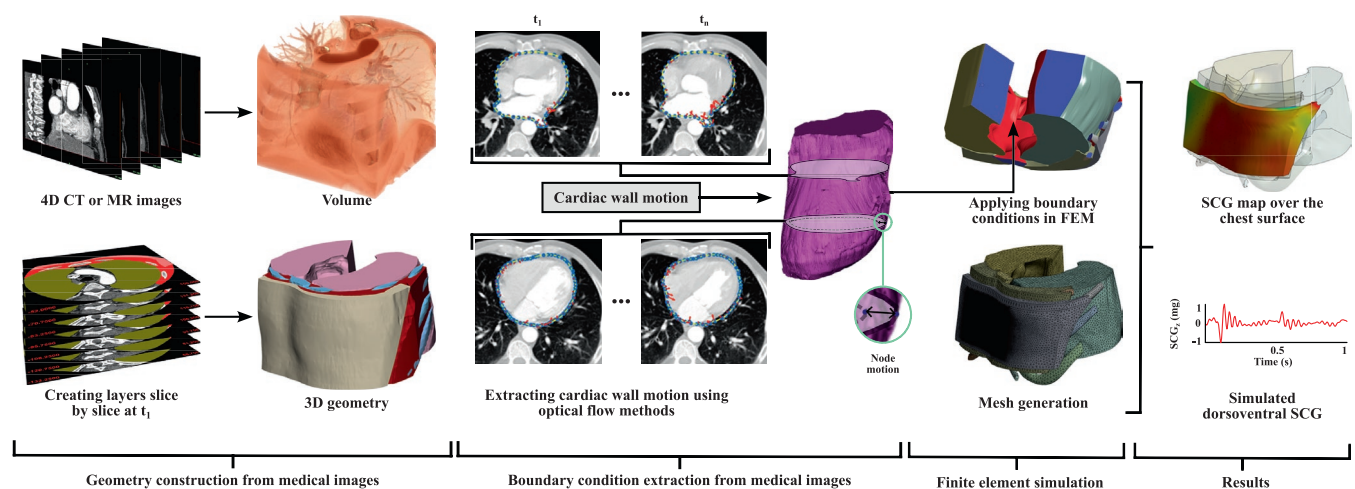 t1
tn
4D CT or MR images
Volume
Cardiac wall motion
Applying boundary
conditions in FEM
SCG map over the
chest surface
Node
motion
SCGz (mg)
1
0
-1
0.5
1
Time (s)
Creating layers slice
by slice at t1
3D geometry
Extracting cardiac wall motion using
optical flow methods
Mesh generation
Simulated
dorsoventral SCG
Geometry construction from medical images
Boundary condition extraction from medical images
Finite element simulation
Results